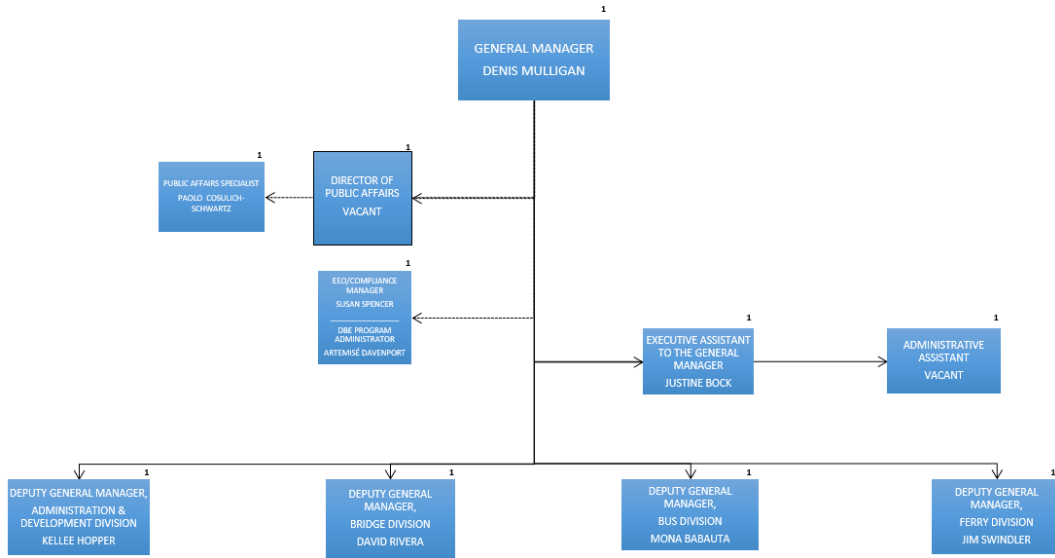 1
GENERAL MANAGER
DENIS MULLIGAN
1
PUBLIC AFFAIRS SPECIALIST
PAOLO COSULICH-
SCHWARTZ
1
DIRECTOR OF
PUBLIC AFFAIRS
VACANT
1
EEO/COMPLIANCE
MANAGER
SUSAN SPENCER
DBE PROGRAM
ADMINISTRATOR
ARTEMISÉ DAVENPORT
1
EXECUTIVE ASSISTANT
TO THE GENERAL
MANAGER
JUSTINE BOCK
1
ADMINISTRATIVE
ASSISTANT
VACANT
1
DEPUTY GENERAL MANAGER,
ADMINISTRATION &
DEVELOPMENT DIVISION
KELLEE HOPPER
1
DEPUTY GENERAL
MANAGER,
BRIDGE DIVISION
DAVID RIVERA
1
DEPUTY GENERAL
MANAGER,
BUS DIVISION
MONA BABAUTA
1
DEPUTY GENERAL
MANAGER,
FERRY DIVISION
JIM SWINDLER